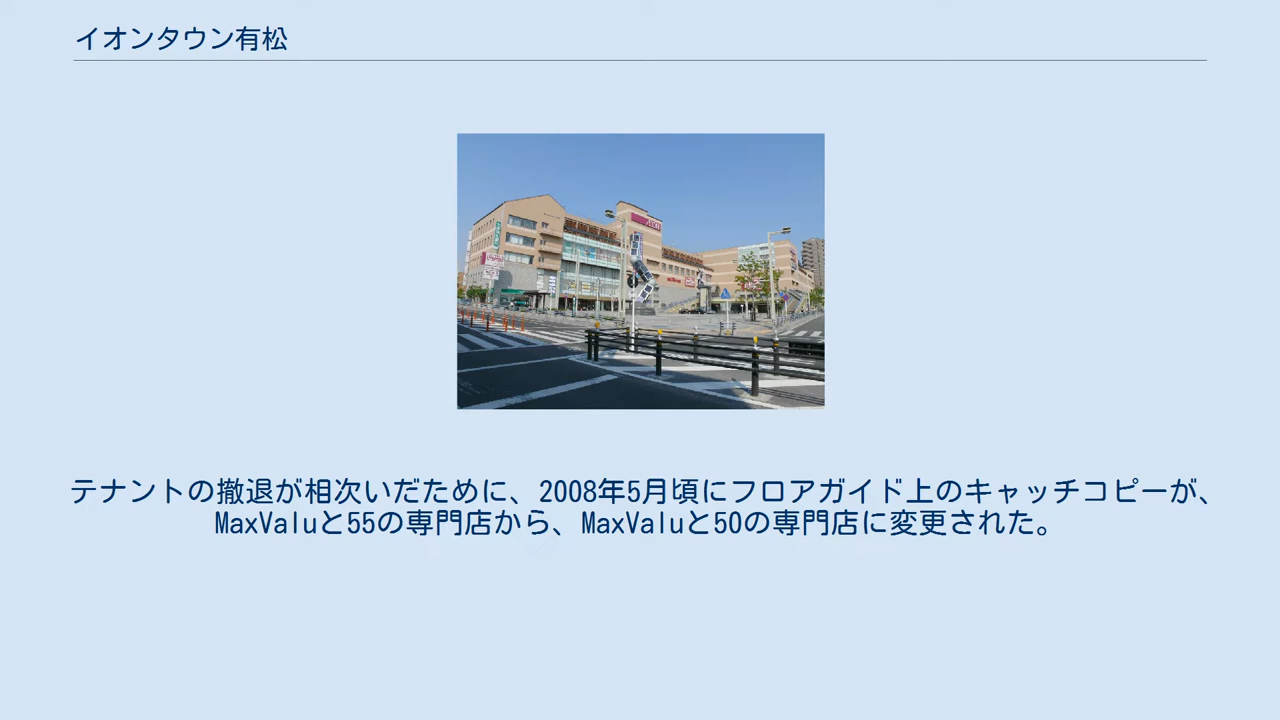 イオンタウン有松
テナントの撤退が相次いだために、2008年5月頃にフロアガイド上のキャッチコピーが、
MaxValuと55の専門店から、MaxValuと50の専門店に変更された。